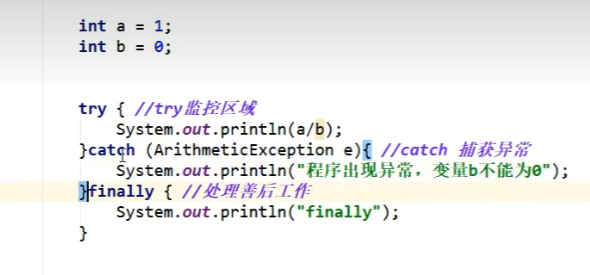 int a = 1;
int b = 0;
try { //try监控区域
System.out.println(a/b);
}catch (ArithmeticException e){ //catch 捕获异常
System.out.println("程序出现异常，变量b不能为0");
}finally { //处理善后工作
System.out.println("finally");
}